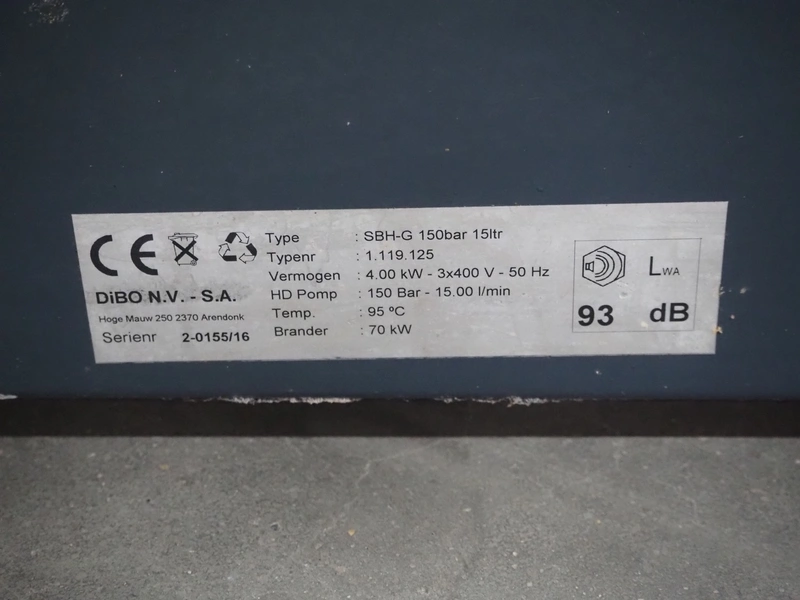 CE
DiBO N.V. - S.A.
Hoge Mauw 250 2370 Arendonk
Serienr 2-0155/16
Type : SBH-G 150bar 15ltr
Typenr : 1.119.125
Vermogen : 4.00 kW - 3x400 V - 50 Hz
HD Pomp : 150 Bar - 15.00 l/min
Temp. : 95 ºC
Brander : 70 kW
LWA
93 dB